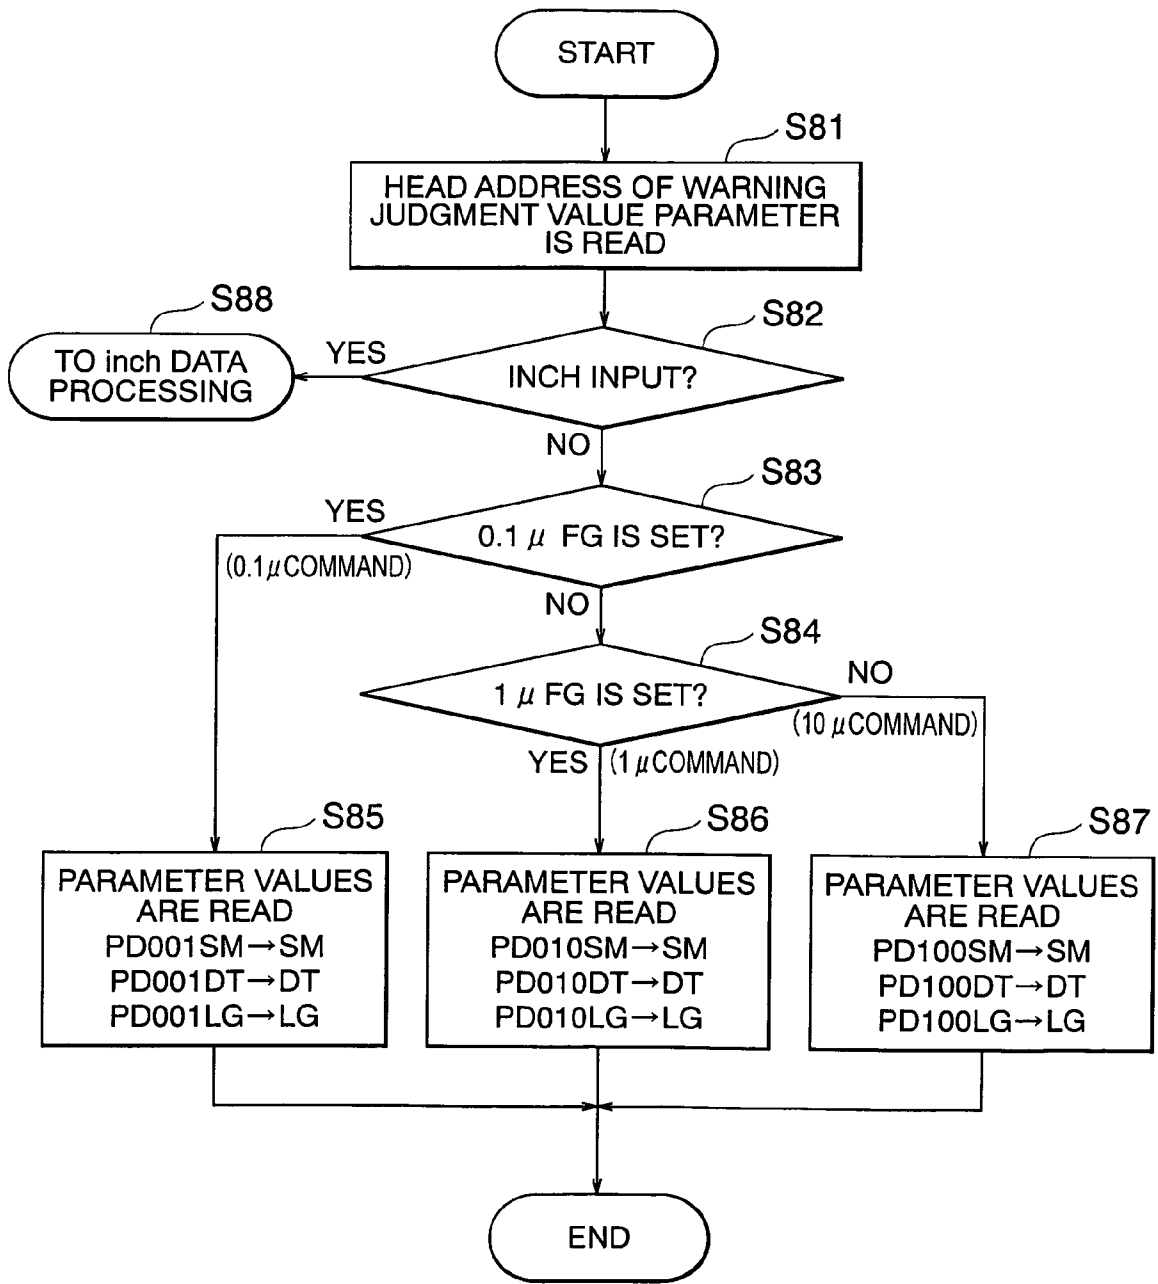 START
S81
HEAD ADDRESS OF WARNING
JUDGMENT VALUE PARAMETER
IS READ
S88
TO inch DATA
PROCESSING
YES
S82
INCH INPUT?
NO
S83
YES
0.1 μ FG IS SET?
(0.1μCOMMAND)
NO
S84
1 μ FG IS SET?
NO
(10 μCOMMAND)
YES
(1 μCOMMAND)
S85
PARAMETER VALUES
ARE READ
PD001SM→SM
PD001DT→DT
PD001LG→LG
S86
PARAMETER VALUES
ARE READ
PD010SM→SM
PD010DT→DT
PD010LG→LG
S87
PARAMETER VALUES
ARE READ
PD100SM→SM
PD100DT→DT
PD100LG→LG
END